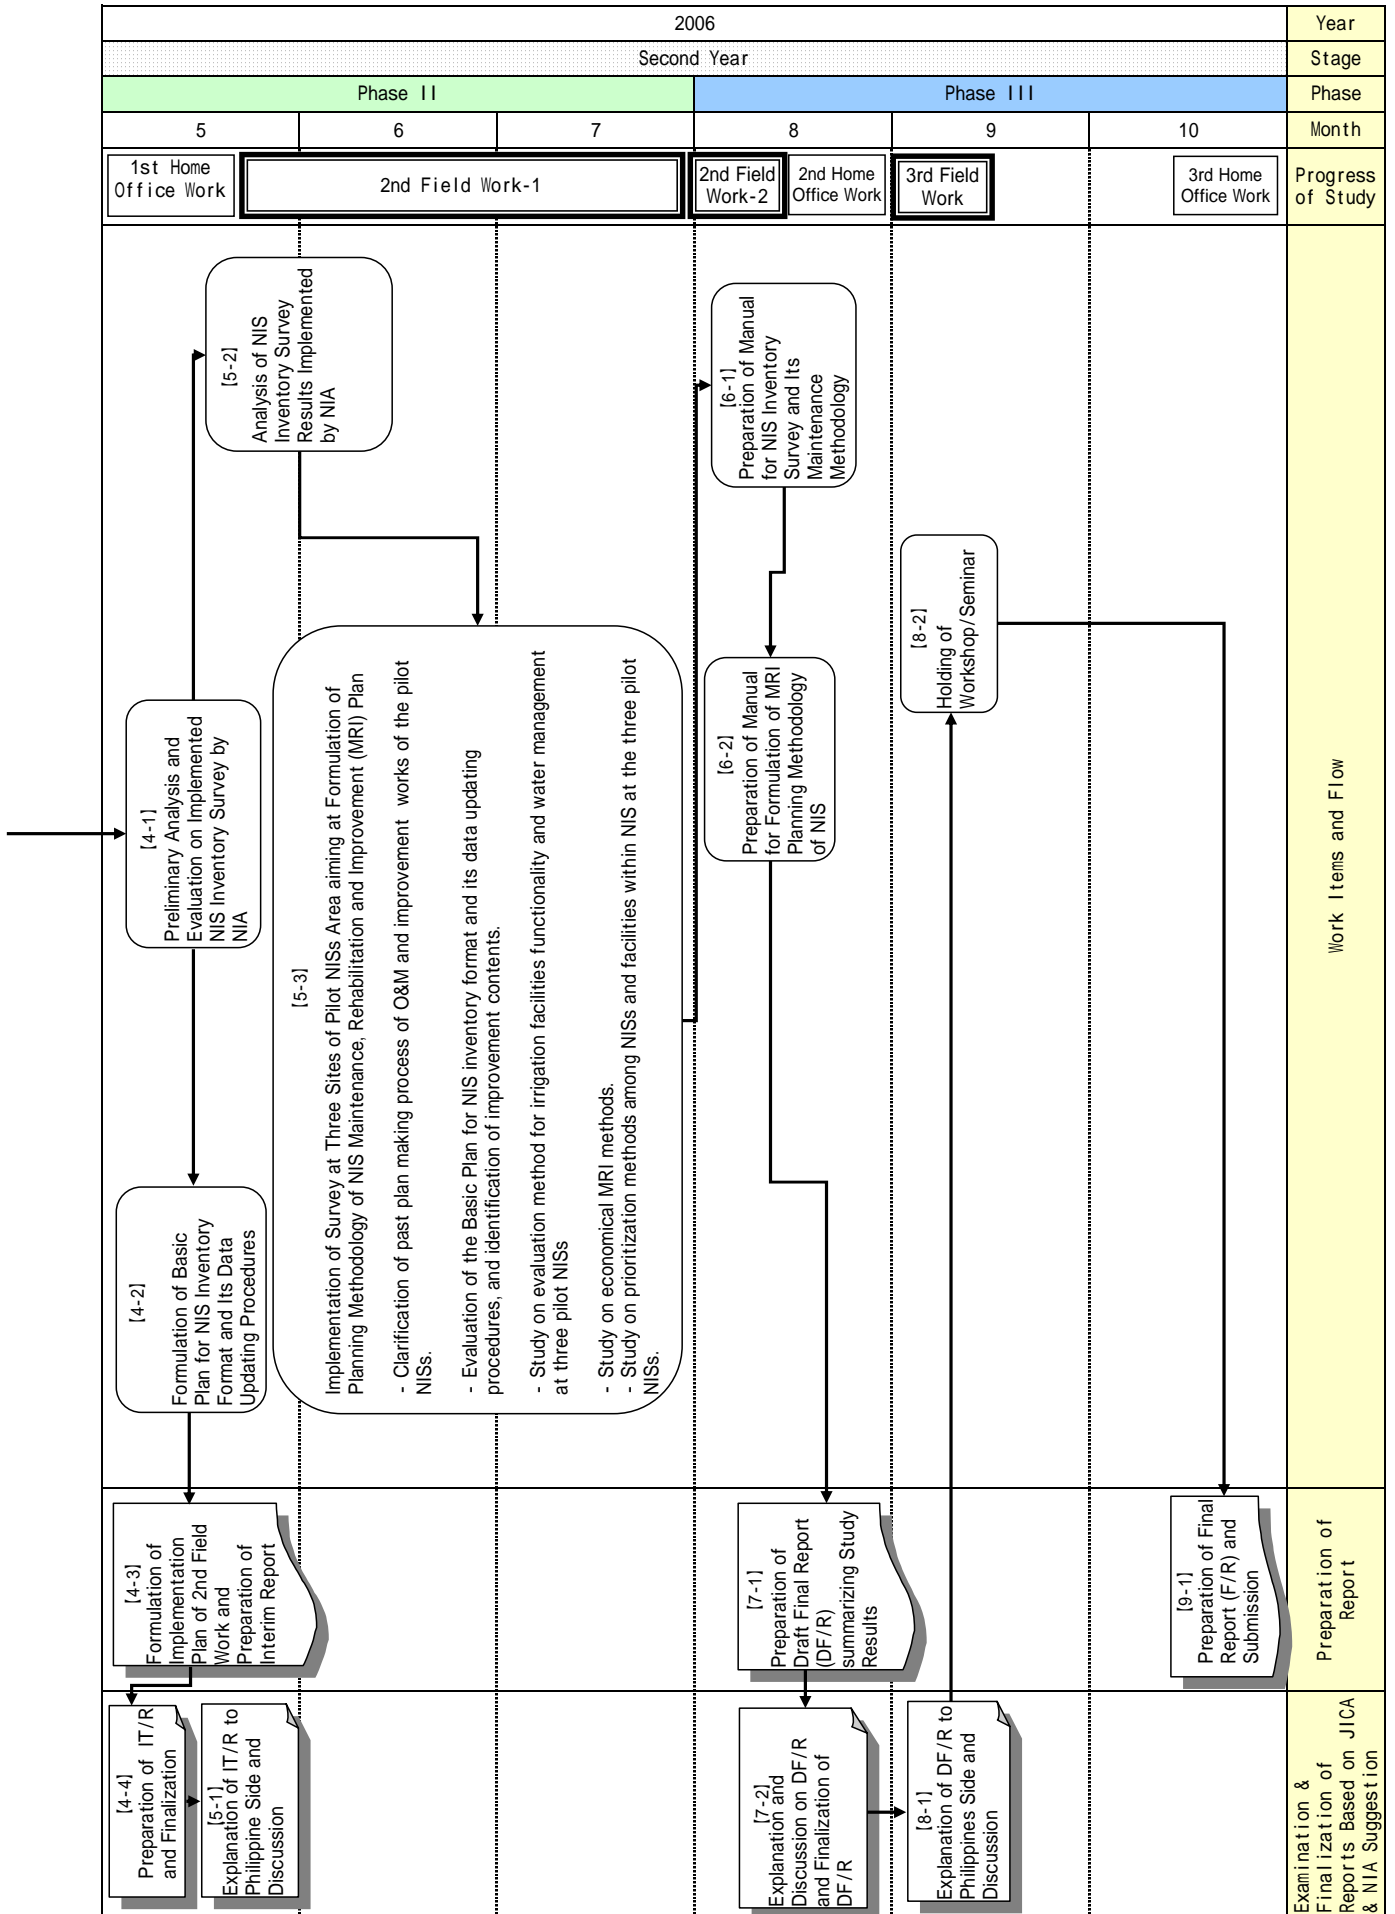 2006
Year
Second Year
Stage
Phase II
Phase III
Phase
5
6
7
8
9
10
Month
1st Home
Office Work
2nd Field Work-1
2nd Field
Work-2
2nd Home
Office Work
3rd Field
Work
3rd Home
Office Work
Progress
of Study
[4-1]
Preliminary Analysis and
Evaluation on Implemented
NIS Inventory Survey by
NIA
[5-2]
Analysis of NIS
Inventory Survey
Results Implemented
by NIA
[4-2]
Formulation of Basic
Plan for NIS Inventory
Format and Its Data
Updating Procedures
[5-3]
Implementation of Survey at Three Sites of Pilot NISs Area aiming at Formulation of
Planning Methodology of NIS Maintenance, Rehabilitation and Improvement (MRI) Plan
- Clarification of past plan making process of O&M and improvement works of the pilot
NISs.
- Evaluation of the Basic Plan for NIS inventory format and its data updating
procedures, and identification of improvement contents.
- Study on evaluation method for irrigation facilities functionality and water management
at three pilot NISs
- Study on economical MRI methods.
- Study on prioritization methods among NISs and facilities within NIS at the three pilot
NISs.
[6-1]
Preparation of Manual
for NIS Inventory
Survey and Its
Maintenance
Methodology
[6-2]
Preparation of Manual
for Formulation of MRI
Planning Methodology
of NIS
[8-2]
Holding of
Workshop/Seminar
Work Items and Flow
[4-3]
Formulation of
Implementation
Plan of 2nd Field
Work and
Preparation of
Interim Report
[7-1]
Preparation of
Draft Final Report
(DF/R)
summarizing Study
Results
[9-1]
Preparation of Final
Report (F/R) and
Submission
Preparation of
Report
[4-4]
Preparation of IT/R
and Finalization
[5-1]
Explanation of IT/R to
Philippine Side and
Discussion
[7-2]
Explanation and
Discussion on DF/R
and Finalization of
DF/R
[8-1]
Explanation of DF/R to
Philippines Side and
Discussion
Examination &
Finalization of
Reports Based on JICA
& NIA Suggestion